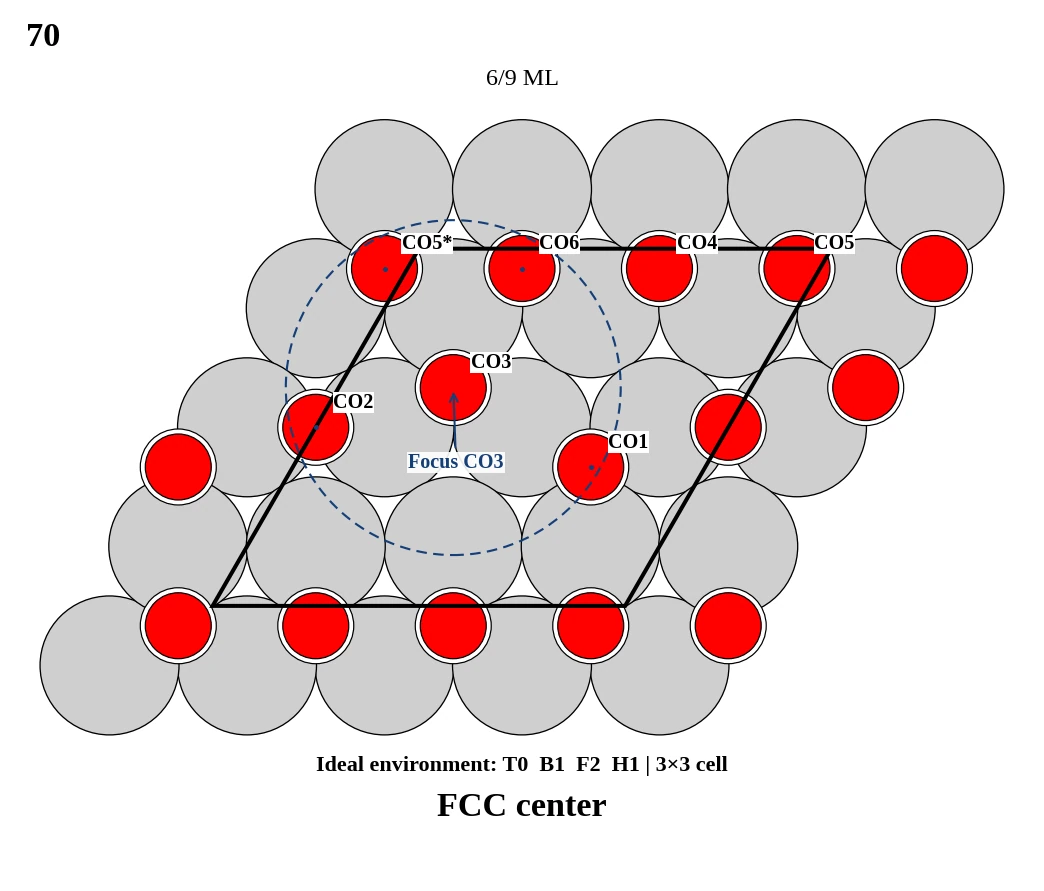 70
6/9 ML
CO5* CO6 CO4 CO5
CO3
CO2
CO1
Focus CO3
Ideal environment: T0 B1 F2 H1 | 3×3 cell
FCC center